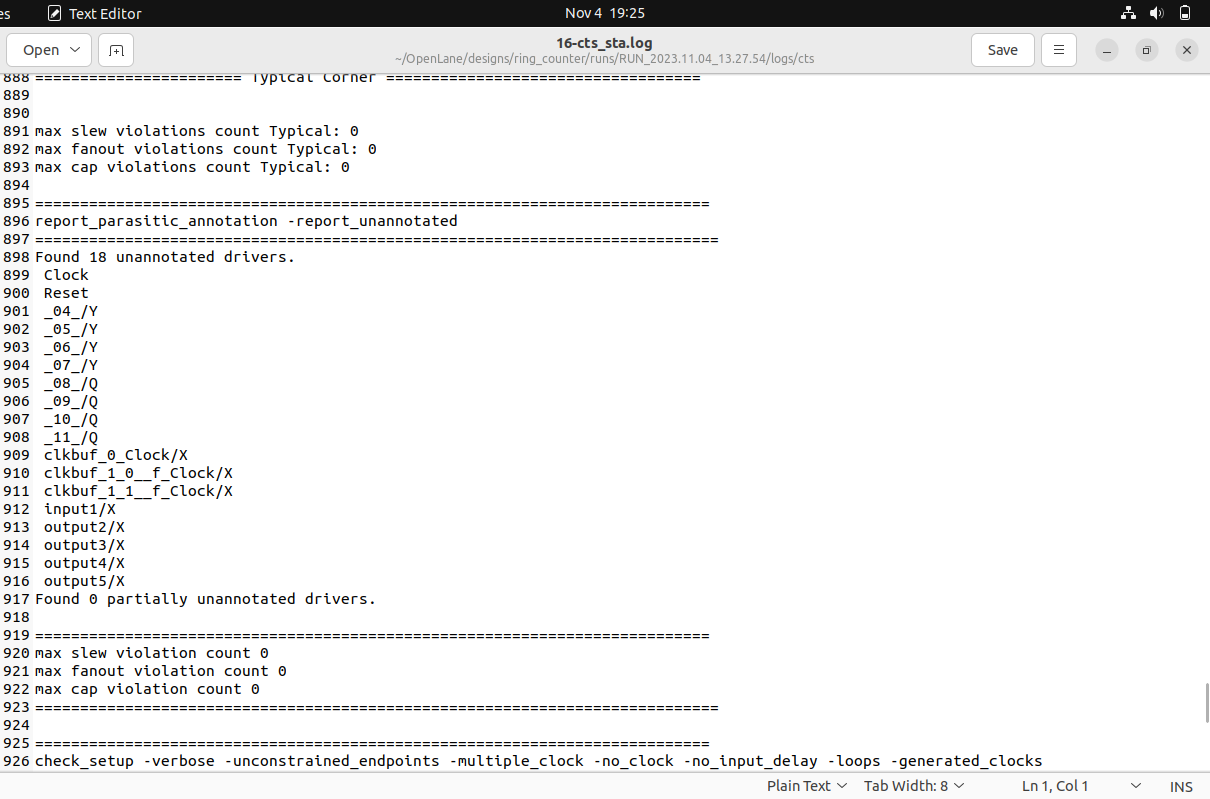 es Text Editor Nov 4 19:25
Open 16-cts_sta.log Save
~/OpenLane/designs/ring_counter/runs/RUN_2023.11.04_13.27.54/logs/cts
888 ======================= Typical Corner ===================================
889
890
891 max slew violations count Typical: 0
892 max fanout violations count Typical: 0
893 max cap violations count Typical: 0
894
895 ===========================================================================
896 report_parasitic_annotation -report_unannotated
897 ============================================================================
898 Found 18 unannotated drivers.
899 Clock
900 Reset
901 _04_/Y
902 _05_/Y
903 _06_/Y
904 _07_/Y
905 _08_/Q
906 _09_/Q
907 _10_/Q
908 _11_/Q
909 clkbuf_0_Clock/X
910 clkbuf_1_0__f_Clock/X
911 clkbuf_1_1__f_Clock/X
912 input1/X
913 output2/X
914 output3/X
915 output4/X
916 output5/X
917 Found 0 partially unannotated drivers.
918
919 ===========================================================================
920 max slew violation count 0
921 max fanout violation count 0
922 max cap violation count 0
923 ============================================================================
924
925 ===========================================================================
926 check_setup -verbose -unconstrained_endpoints -multiple_clock -no_clock -no_input_delay -loops -generated_clocks
Plain Text Tab Width: 8 Ln 1, Col 1 INS